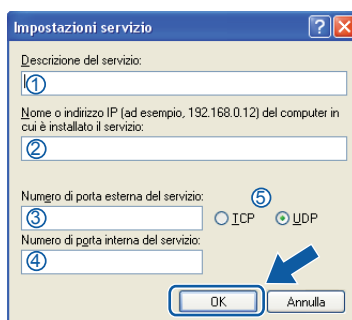 Impostazioni servizio
Descrizione del servizio:
①
Nome o indirizzo IP (ad esempio, 192.168.0.12) del computer in
cui è installato il servizio:
②
Numero di porta esterna del servizio:
⑤
③
TCP
UDP
Numero di porta interna del servizio:
④
OK
Annulla